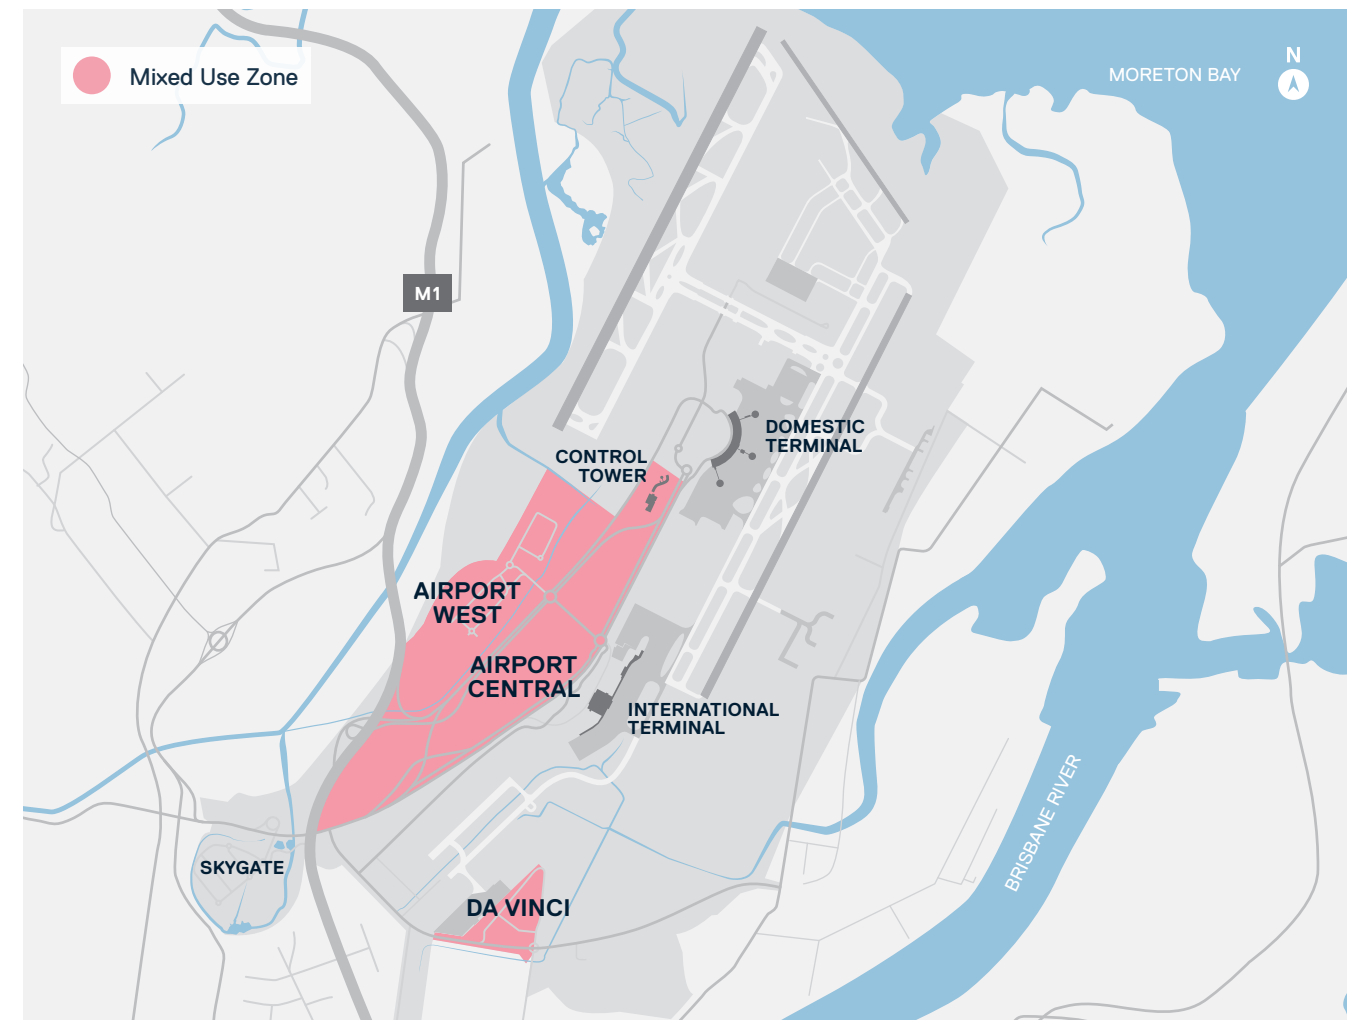 Mixed Use Zone
MORETON BAY
N
M1
DOMESTIC
TERMINAL
CONTROL
TOWER
AIRPORT
WEST
AIRPORT
CENTRAL
INTERNATIONAL
TERMINAL
BRISBANE RIVER
SKYGATE
DA VINCI